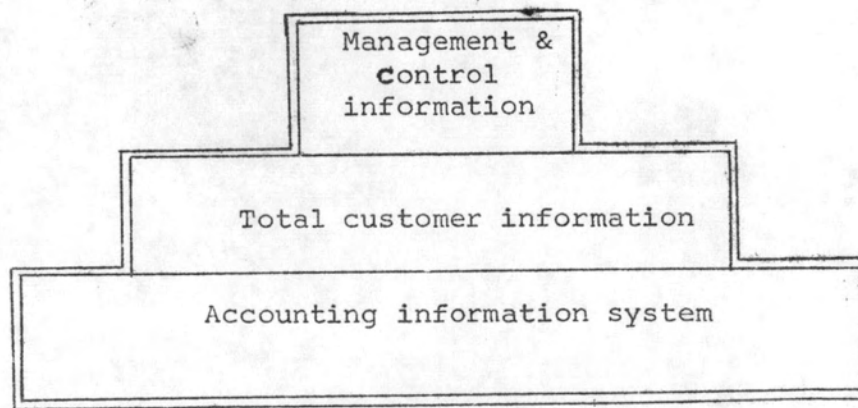 Management &
control
information
Total customer information
Accounting information system